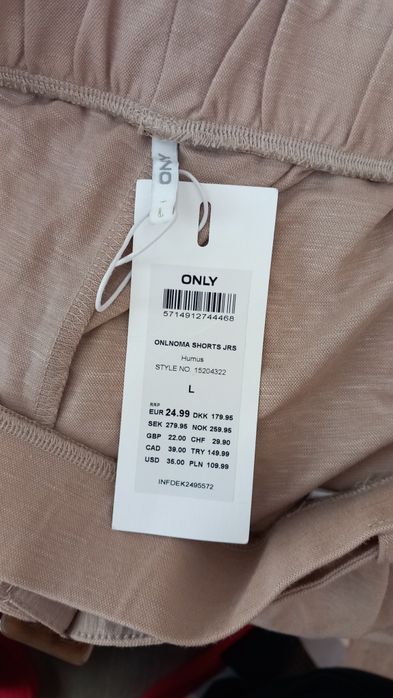 ONLY
L
ONLY
5714912744468
ONLNOMA SHORTS JRS
Humus
STYLE NO. 15204322
L
RRP
EUR 24.99 DKK 179.95
SEK 279.95 NOK 259.95
GBP 22.00 CHF 29.90
CAD 39.00 TRY 149.99
USD 35.00 PLN 109.99
INFDEK2495572